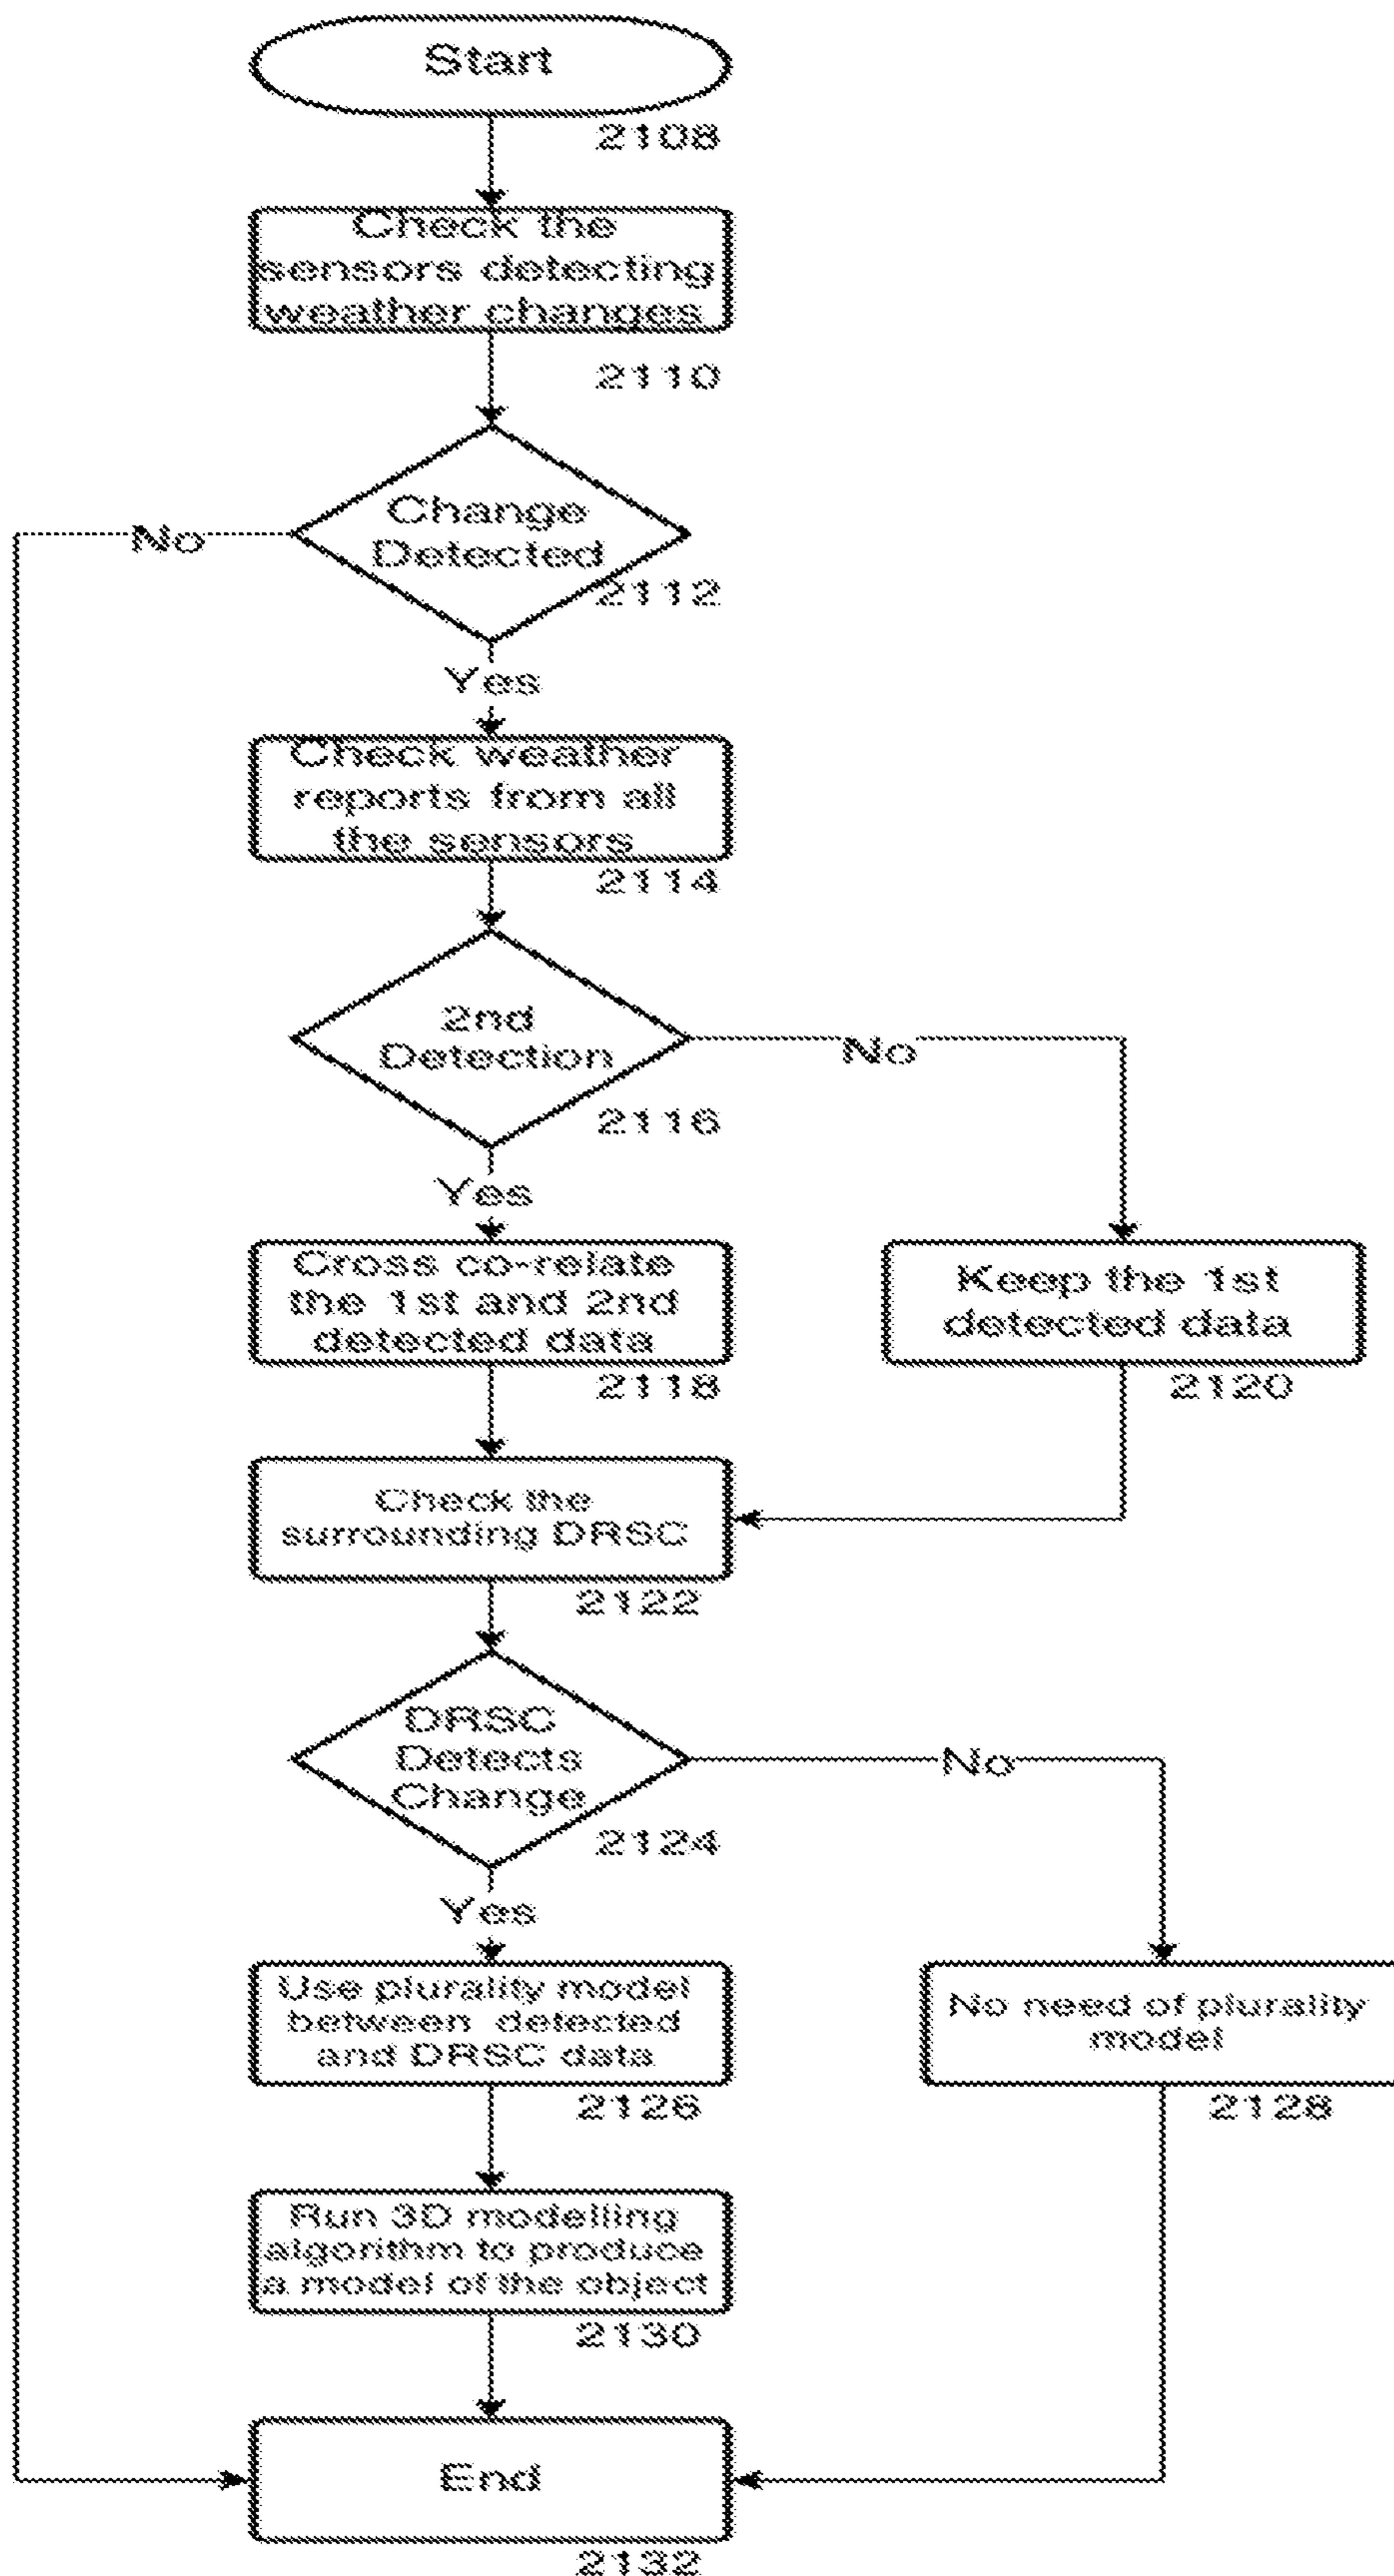 Start
2108
Check the
sensors detecting
weather changes
2110
Change
Detected
2112
No
Yes
Check weather
reports from all
the sensors
2114
2nd
Detection
2116
No
Yes
Cross co-relate
the 1st and 2nd
detected data
2118
Keep the 1st
detected data
2120
Check the
surrounding DRSC
2122
DRSC
Detects
Change
2124
No
Yes
Use plurality model
between detected
and DRSC data
2126
No need of plurality
model
2128
Run 3D modelling
algorithm to produce
a model of the object
2130
End
2132